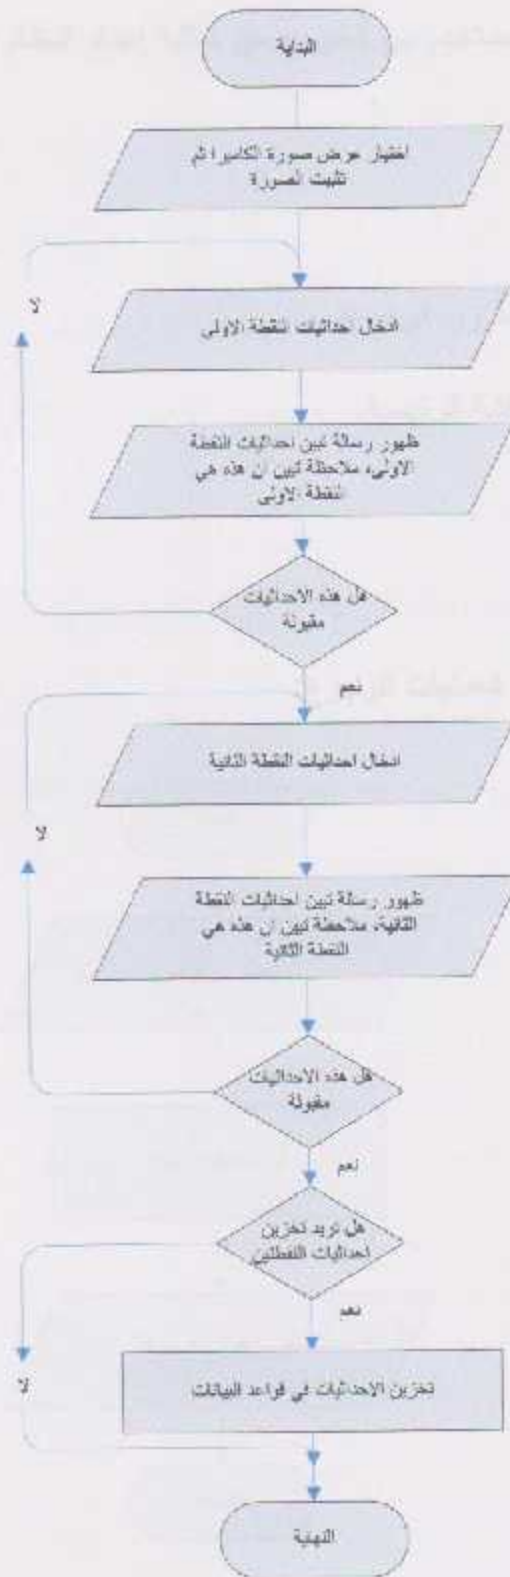 البداية
اختيار عرض صورة الكاميرا ثم
تثبيت الصورة
لا
ادخال احداثيات النقطة الاولى
ظهور رسالة تبين احداثيات النقطة
الاولى، ملاحظة تبين ان هذه هي
النقطة الاولى
هل هذه الاحداثيات
مقبولة
نعم
ادخال احداثيات النقطة الثانية
لا
ظهور رسالة تبين احداثيات النقطة
الثانية، ملاحظة تبين ان هذه هي
النقطة الثانية
هل هذه الاحداثيات
مقبولة
نعم
هل تريد تخزين
احداثيات النقطتين
نعم
لا
تخزين الاحداثيات في قواعد البيانات
النهاية